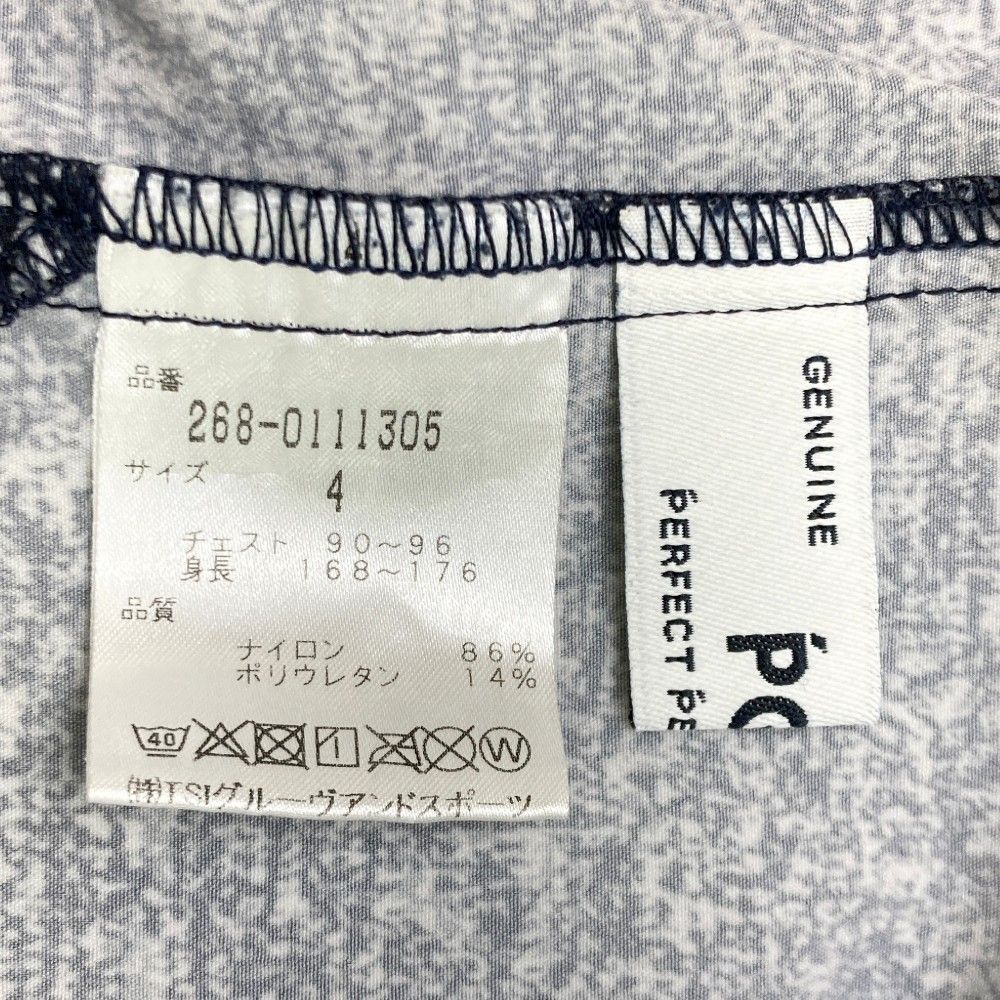 品番
268-0111305
サイズ
4
チェスト 90～96
身長 168～176
品質
ナイロン 86%
ポリウレタン 14%
40 1 W
(株)TSIグルーヴアンドスポーツ
GENUINE
PERFECT